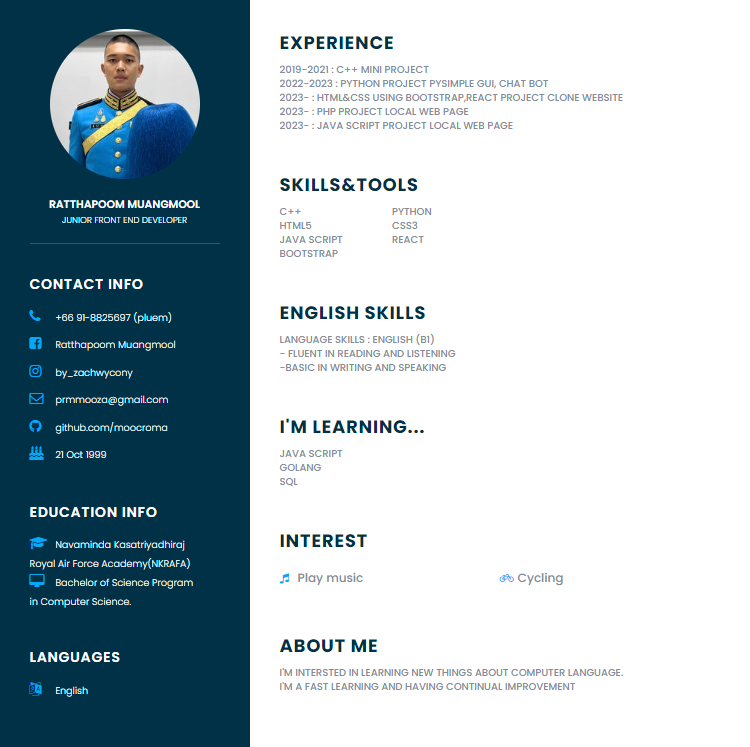 RATTHAPOOM MUANGMOOL
JUNIOR FRONT END DEVELOPER
CONTACT INFO
+66 91-8825697 (pluem)
Ratthapoom Muangmool
by_zachwycony
prmmooza@gmail.com
github.com/moocroma
21 Oct 1999
EDUCATION INFO
Navaminda Kasatriyadhiraj
Royal Air Force Academy(NKRAFA)
Bachelor of Science Program
in Computer Science.
LANGUAGES
English
EXPERIENCE
2019-2021 : C++ MINI PROJECT
2022-2023 : PYTHON PROJECT PYSIMPLE GUI, CHAT BOT
2023- : HTML&CSS USING BOOTSTRAP,REACT PROJECT CLONE WEBSITE
2023- : PHP PROJECT LOCAL WEB PAGE
2023- : JAVA SCRIPT PROJECT LOCAL WEB PAGE
SKILLS&TOOLS
C++ PYTHON
HTML5 CSS3
JAVA SCRIPT REACT
BOOTSTRAP
ENGLISH SKILLS
LANGUAGE SKILLS : ENGLISH (B1)
- FLUENT IN READING AND LISTENING
-BASIC IN WRITING AND SPEAKING
I'M LEARNING...
JAVA SCRIPT
GOLANG
SQL
INTEREST
Play music Cycling
ABOUT ME
I'M INTERSTED IN LEARNING NEW THINGS ABOUT COMPUTER LANGUAGE.
I'M A FAST LEARNING AND HAVING CONTINUAL IMPROVEMENT